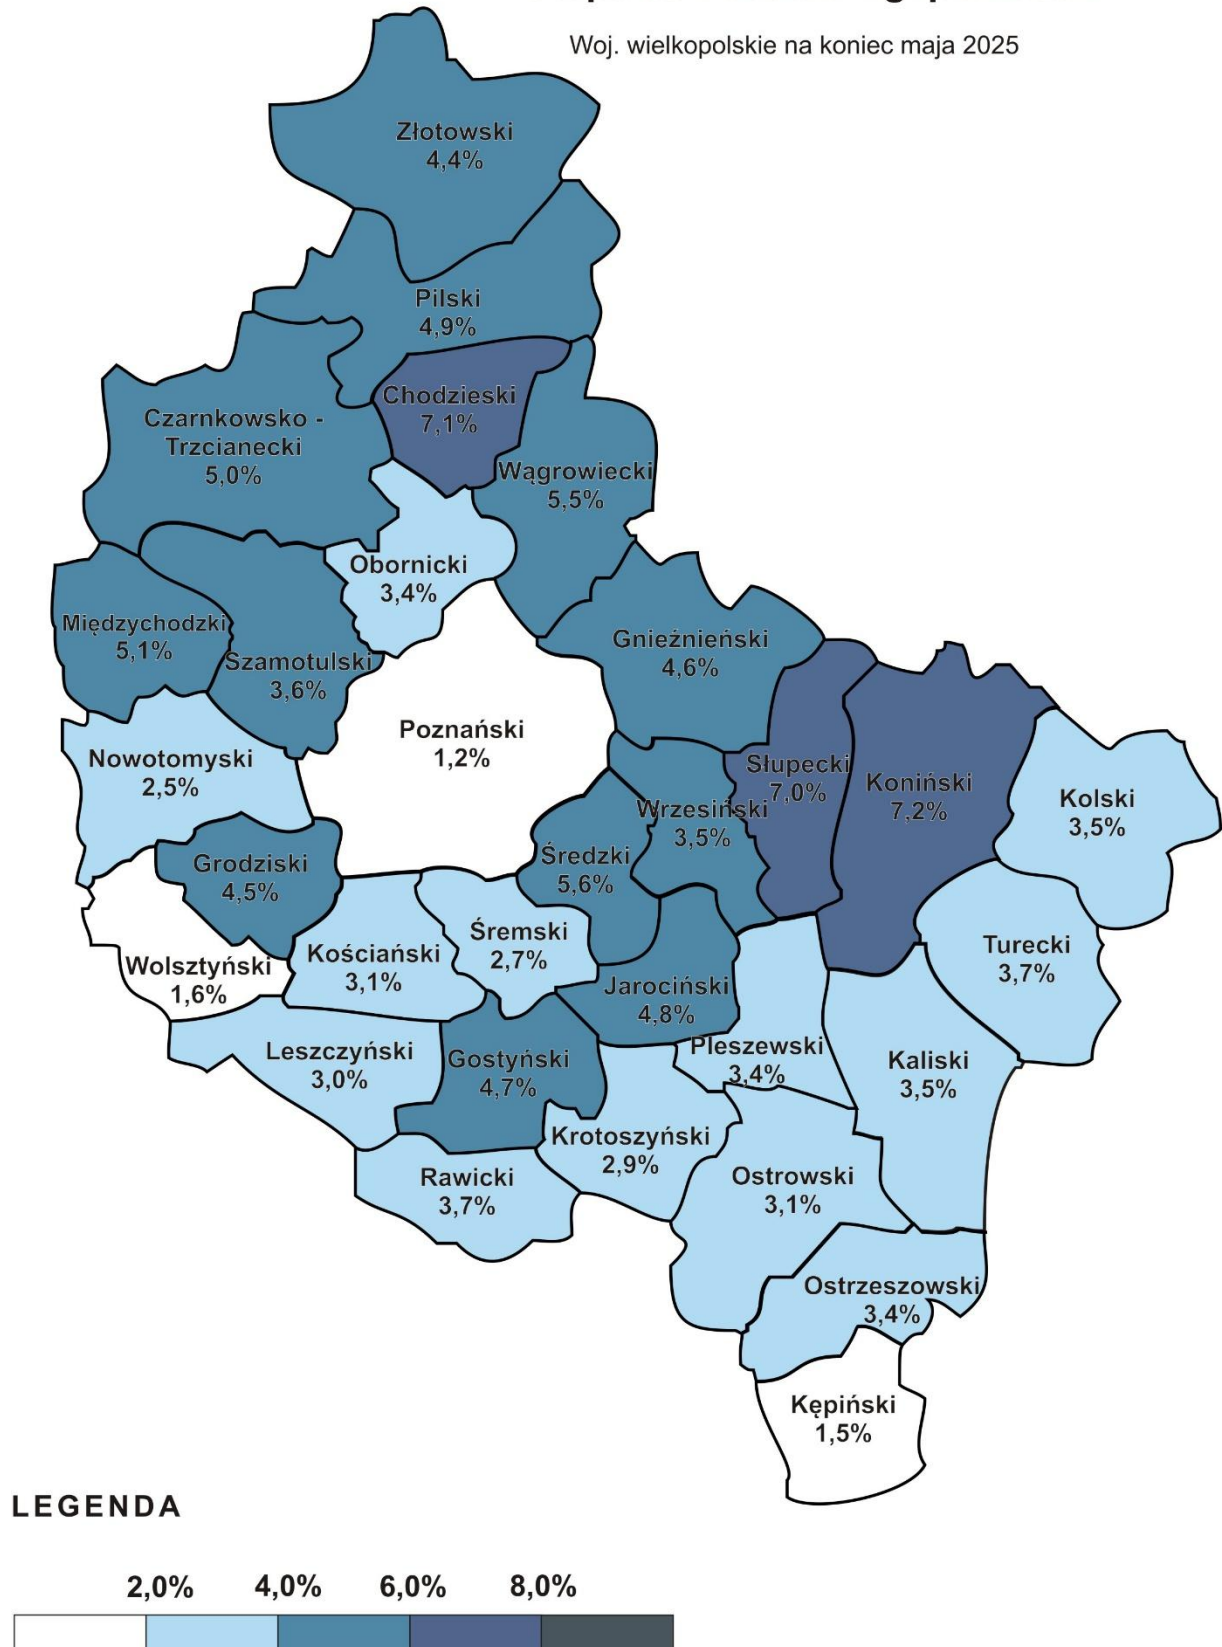 Woj. wielkopolskie na koniec maja 2025
Złotowski
4,4%
Pilski
4,9%
Chodzieski
7,1%
Czarnkowsko -
Trzcianecki
5,0%
Wągrowiecki
5,5%
Obornicki
3,4%
Międzychodzki
5,1%
Szamotulski
3,6%
Gnieźnieński
4,6%
Poznański
1,2%
Nowotomyski
2,5%
Słupecki
7,0%
Koniński
7,2%
Kolski
3,5%
Wrzesiński
3,5%
Grodziski
4,5%
Średzki
5,6%
Śremski
2,7%
Kościański
3,1%
Wolsztyński
1,6%
Turecki
3,7%
Jarociński
4,8%
Leszczyński
3,0%
Gostyński
4,7%
Pleszewski
3,4%
Kaliski
3,5%
Krotoszyński
2,9%
Rawicki
3,7%
Ostrowski
3,1%
Ostrzeszowski
3,4%
Kępiński
1,5%
LEGENDA
2,0% 4,0% 6,0% 8,0%